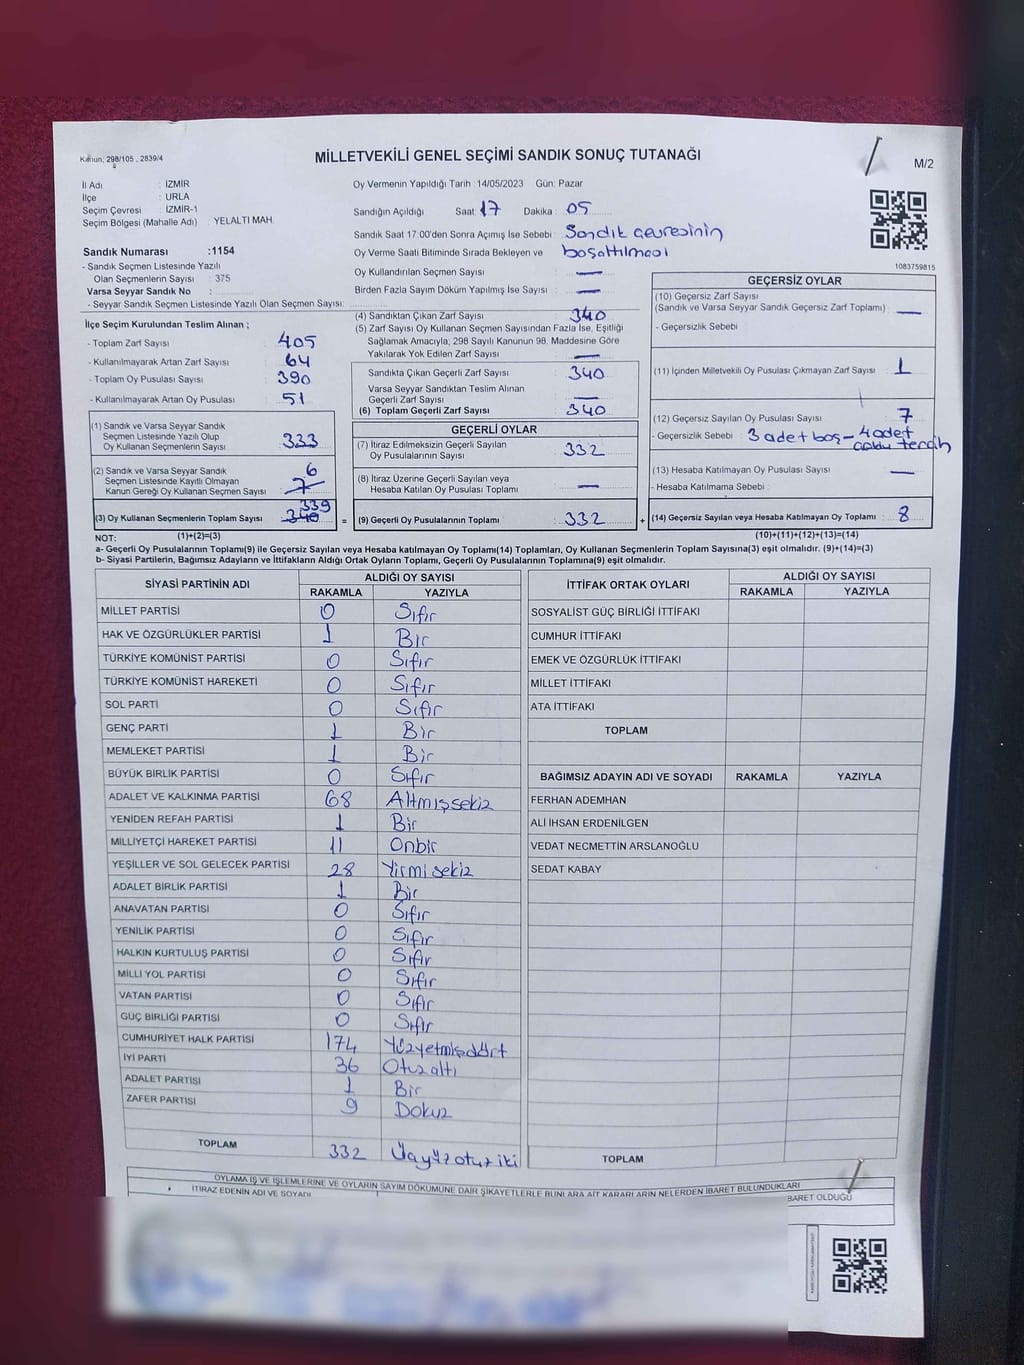 Kanun; 298/105 , 2839/4
MİLLETVEKİLİ GENEL SEÇİMİ SANDIK SONUÇ TUTANAĞI
M/2
İl Adı : İZMİR
İlçe : URLA
Seçim Çevresi : İZMİR-1
Seçim Bölgesi (Mahalle Adı) : YELALTI MAH.
Sandık Numarası :1154
- Sandık Seçmen Listesinde Yazılı
Olan Seçmenlerin Sayısı : 375
Varsa Seyyar Sandık No :
- Seyyar Sandık Seçmen Listesinde Yazılı Olan Seçmen Sayısı:
Oy Vermenin Yapıldığı Tarih :14/05/2023 Gün: Pazar
Sandığın Açıldığı Saat: 17 Dakika : 05
Sandık Saat 17:00'den Sonra Açımış İse Sebebi : Sandık çevresinin
Oy Verme Saati Bitiminde Sırada Bekleyen ve boşaltılması
Oy Kullandırılan Seçmen Sayısı : —
Birden Fazla Sayım Döküm Yapılmış İse Sayısı : —
1083759815
İlçe Seçim Kurulundan Teslim Alınan ;
- Toplam Zarf Sayısı : 405
- Kullanılmayarak Artan Zarf Sayısı : 64
- Toplam Oy Pusulası Sayısı : 390
- Kullanılmayarak Artan Oy Pusulası : 51
(1) Sandık ve Varsa Seyyar Sandık
Seçmen Listesinde Yazılı Olup
Oy Kullanan Seçmenlerin Sayısı : 333
(2) Sandık ve Varsa Seyyar Sandık 6
Seçmen Listesinde Kayıtlı Olmayan
Kanun Gereği Oy Kullanan Seçmen Sayısı : 7
339
(3) Oy Kullanan Seçmenlerin Toplam Sayısı : 340
(4) Sandıktan Çıkan Zarf Sayısı : 340
(5) Zarf Sayısı Oy Kullanan Seçmen Sayısından Fazla İse, Eşitliği
Sağlamak Amacıyla, 298 Sayılı Kanunun 98. Maddesine Göre
Yakılarak Yok Edilen Zarf Sayısı : —
Sandıkta Çıkan Geçerli Zarf Sayısı : 340
Varsa Seyyar Sandıktan Teslim Alınan
Geçerli Zarf Sayısı : —
(6) Toplam Geçerli Zarf Sayısı : 340
GEÇERLİ OYLAR
(7) İtiraz Edilmeksizin Geçerli Sayılan
Oy Pusulalarının Sayısı : 332
(8) İtiraz Üzerine Geçerli Sayılan veya
Hesaba Katılan Oy Pusulası Toplamı : —
= (9) Geçerli Oy Pusulalarının Toplamı : 332
GEÇERSİZ OYLAR
(10) Geçersiz Zarf Sayısı
(Sandık ve Varsa Seyyar Sandık Geçersiz Zarf Toplamı) : —
- Geçersizlik Sebebi
(11) İçinden Milletvekili Oy Pusulası Çıkmayan Zarf Sayısı : 1
(12) Geçersiz Sayılan Oy Pusulası Sayısı : 7
- Geçersizlik Sebebi : 3 adet boş - 4 adet
çoklu tercih
(13) Hesaba Katılmayan Oy Pusulası Sayısı : —
- Hesaba Katılmama Sebebi :
+ (14) Geçersiz Sayılan veya Hesaba Katılmayan Oy Toplamı : 8
NOT: (1)+(2)=(3) (10)+(11)+(12)+(13)=(14)
a- Geçerli Oy Pusulalarının Toplamı(9) ile Geçersiz Sayılan veya Hesaba katılmayan Oy Toplamı(14) Toplamları, Oy Kullanan Seçmenlerin Toplam Sayısına(3) eşit olmalıdır. (9)+(14)=(3)
b- Siyasi Partilerin, Bağımsız Adayların ve İttifakların Aldığı Ortak Oyların Toplamı, Geçerli Oy Pusulalarının Toplamına(9) eşit olmalıdır.
SİYASİ PARTİNİN ADI ALDIĞI OY SAYISI
RAKAMLA YAZIYLA
MİLLET PARTİSİ 0 Sıfır
HAK VE ÖZGÜRLÜKLER PARTİSİ 1 Bir
TÜRKİYE KOMÜNİST PARTİSİ 0 Sıfır
TÜRKİYE KOMÜNİST HAREKETİ 0 Sıfır
SOL PARTİ 0 Sıfır
GENÇ PARTİ 1 Bir
MEMLEKET PARTİSİ 1 Bir
BÜYÜK BİRLİK PARTİSİ 0 Sıfır
ADALET VE KALKINMA PARTİSİ 68 Altmışsekiz
YENİDEN REFAH PARTİSİ 1 Bir
MİLLİYETÇİ HAREKET PARTİSİ 11 Onbir
YEŞİLLER VE SOL GELECEK PARTİSİ 28 Yirmisekiz
ADALET BİRLİK PARTİSİ 1 Bir
ANAVATAN PARTİSİ 0 Sıfır
YENİLİK PARTİSİ 0 Sıfır
HALKIN KURTULUŞ PARTİSİ 0 Sıfır
MİLLİ YOL PARTİSİ 0 Sıfır
VATAN PARTİSİ 0 Sıfır
GÜÇ BİRLİĞİ PARTİSİ 0 Sıfır
CUMHURİYET HALK PARTİSİ 174 Yüzyetmişdört
İYİ PARTİ 36 Otuzaltı
ADALET PARTİSİ 1 Bir
ZAFER PARTİSİ 9 Dokuz
TOPLAM 332 Üçyüzotuziki
İTTİFAK ORTAK OYLARI ALDIĞI OY SAYISI
RAKAMLA YAZIYLA
SOSYALİST GÜÇ BİRLİĞİ İTTİFAKI
CUMHUR İTTİFAKI
EMEK VE ÖZGÜRLÜK İTTİFAKI
MİLLET İTTİFAKI
ATA İTTİFAKI
TOPLAM
BAĞIMSIZ ADAYIN ADI VE SOYADI RAKAMLA YAZIYLA
FERHAN ADEMHAN
ALİ İHSAN ERDENİLGEN
VEDAT NECMETTİN ARSLANOĞLU
SEDAT KABAY
TOPLAM
OYLAMA İŞ VE İŞLEMLERİNE VE OYLARIN SAYIM DÖKÜMÜNE DAİR ŞİKAYETLERLE BUNLARA AİT KARARLARIN NELERDEN İBARET BULUNDUKLARI
İTİRAZ EDENİN ADI VE SOYADI BARET OLDUĞU